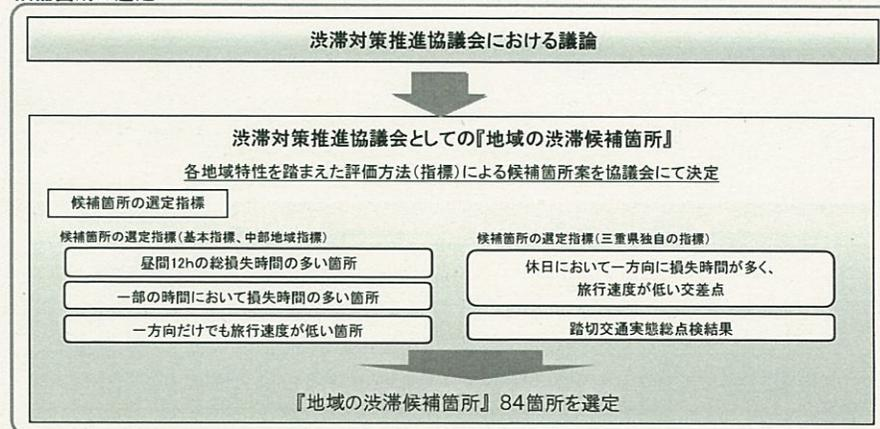 渋滞対策推進協議会における議論
渋滞対策推進協議会としての『地域の渋滞候補箇所』
各地域特性を踏まえた評価方法(指標)による候補箇所案を協議会にて決定
候補箇所の選定指標
候補箇所の選定指標(基本指標、中部地域指標)
昼間12hの総損失時間の多い箇所
一部の時間において損失時間の多い箇所
一方向だけでも旅行速度が低い箇所
候補箇所の選定指標(三重県独自の指標)
休日において一方向に損失時間が多く、
旅行速度が低い交差点
踏切交通実態総点検結果
『地域の渋滞候補箇所』 84箇所を選定